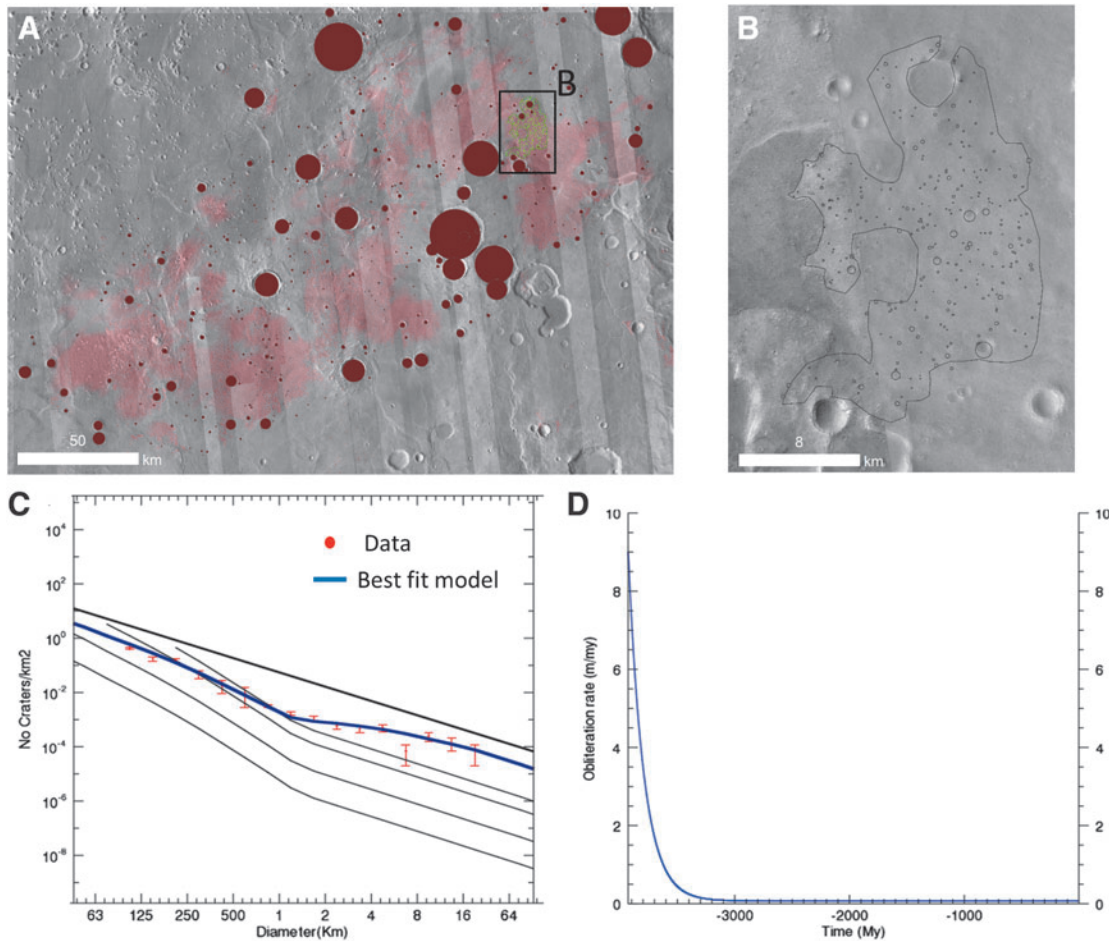 A
B
50
km
B
8
km
C
Data
Best fit model
No Craters/km2
10^4
10^2
10^0
10^-2
10^-4
10^-6
10^-8
63 125 250 500 1 2 4 8 16 32 64
Diameter(Km)
D
Obliteration rate (m/my)
10 10
8 8
6 6
4 4
2 2
0 0
-3000 -2000 -1000
Time (My)